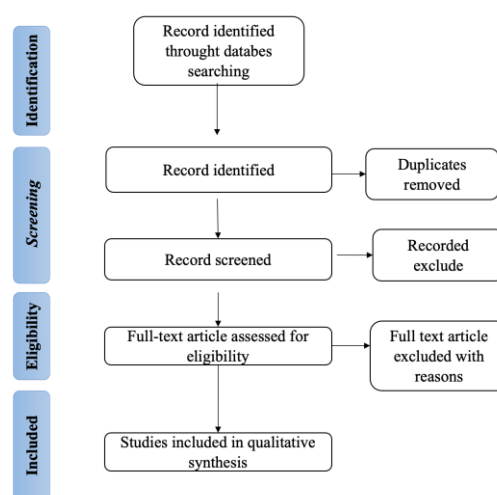 Identification
Record identified
throught databes
searching
Screening
Record identified
Duplicates
removed
Record screened
Recorded
exclude
Eligibility
Full-text article assessed for
eligibility
Full text article
excluded with
reasons
Included
Studies included in qualitative
synthesis